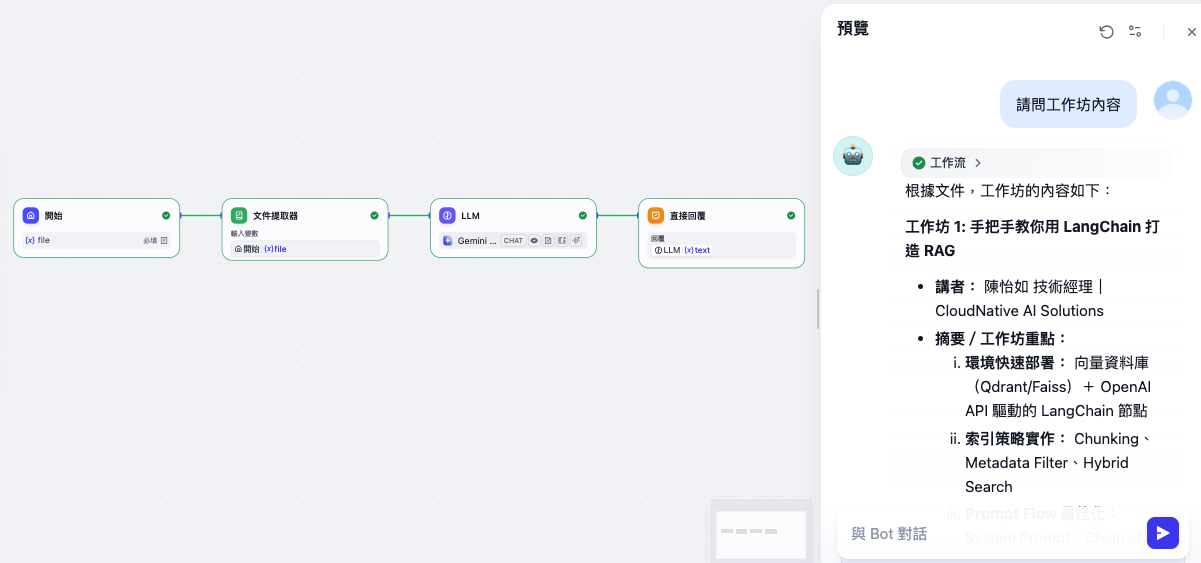 預覽
請問工作坊內容
工作流
根據文件，工作坊的內容如下：
工作坊 1: 手把手教你用 LangChain 打
造 RAG
講者： 陳怡如 技術經理｜
CloudNative AI Solutions
摘要 / 工作坊重點：
i. 環境快速部署： 向量資料庫
（Qdrant/Faiss）＋ OpenAI
API 驅動的 LangChain 節點
ii. 索引策略實作： Chunking、
Metadata Filter、Hybrid
Search
iii. Prompt Flow 最佳化：
System Prompt、Chain of
與 Bot 對話
開始
{x} file
必填
文件提取器
輸入變數
開始 {x} file
LLM
Gemini ...
CHAT
直接回覆
回覆
LLM {x} text